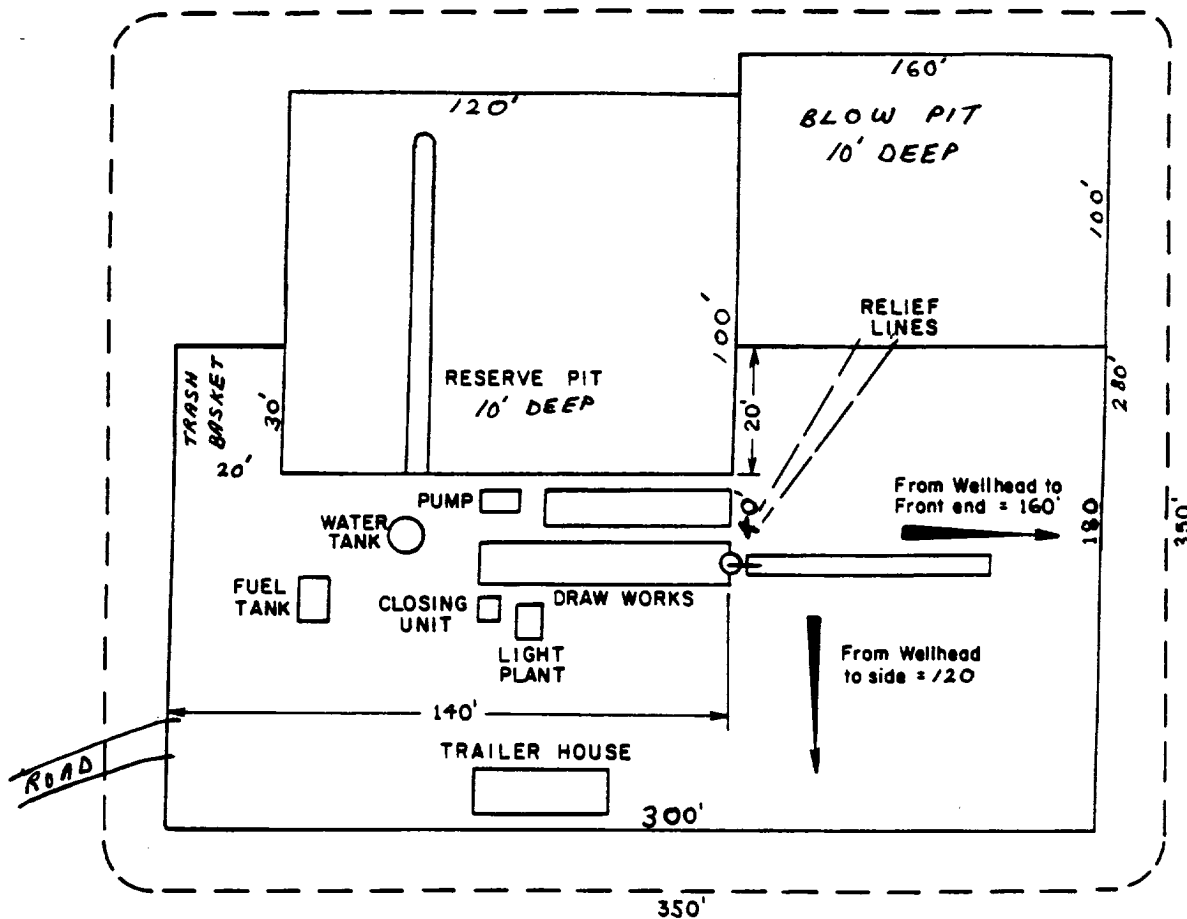 160'
120'
BLOW PIT
10' DEEP
100'
RELIEF
LINES
100'
TRASH
BASKET
30'
RESERVE PIT
10' DEEP
20'
280'
20'
PUMP
From Wellhead to
Front end = 160'
WATER
TANK
180
350'
FUEL
TANK
CLOSING
UNIT
DRAW WORKS
LIGHT
PLANT
From Wellhead
to side = 120
140'
ROAD
TRAILER HOUSE
300'
350'